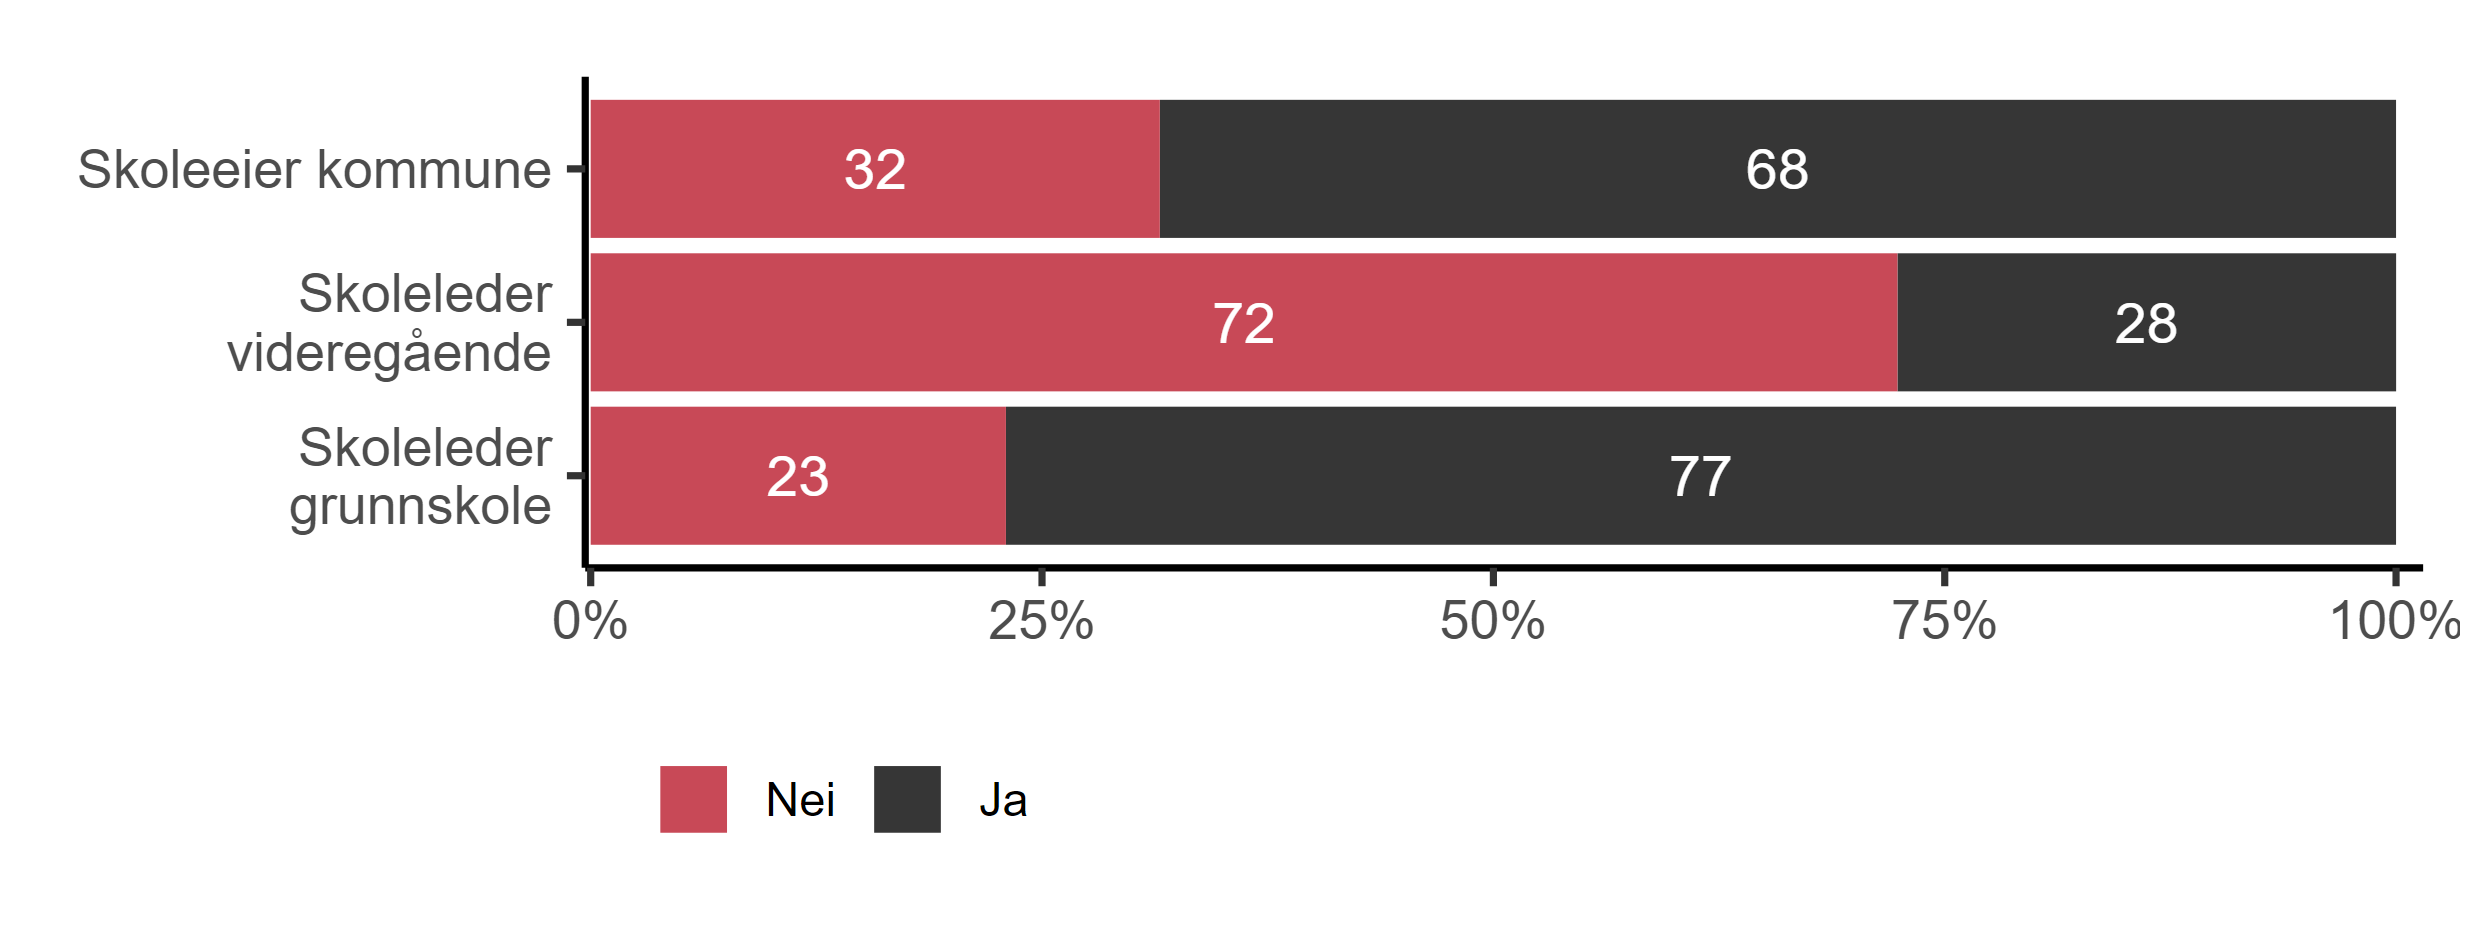 Skoleeier kommune
32
68
Skoleleder
videregående
72
28
Skoleleder
grunnskole
23
77
0%
25%
50%
75%
100%
Nei
Ja